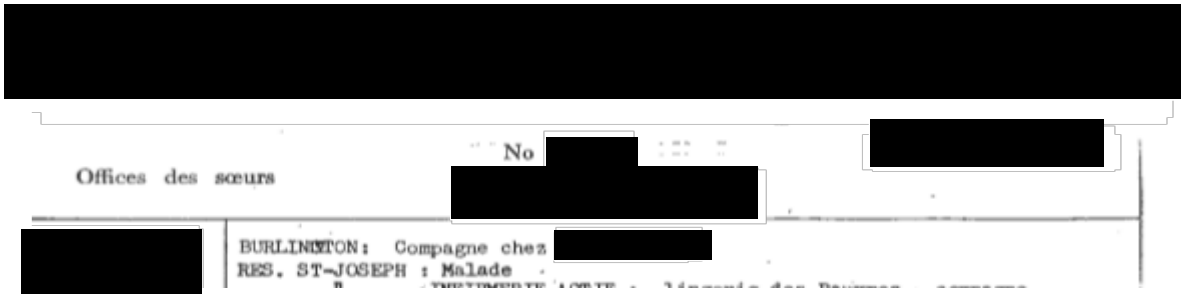 No
Offices des sœurs
BURLINGTON: Compagne chez
RES. ST-JOSEPH : Malade